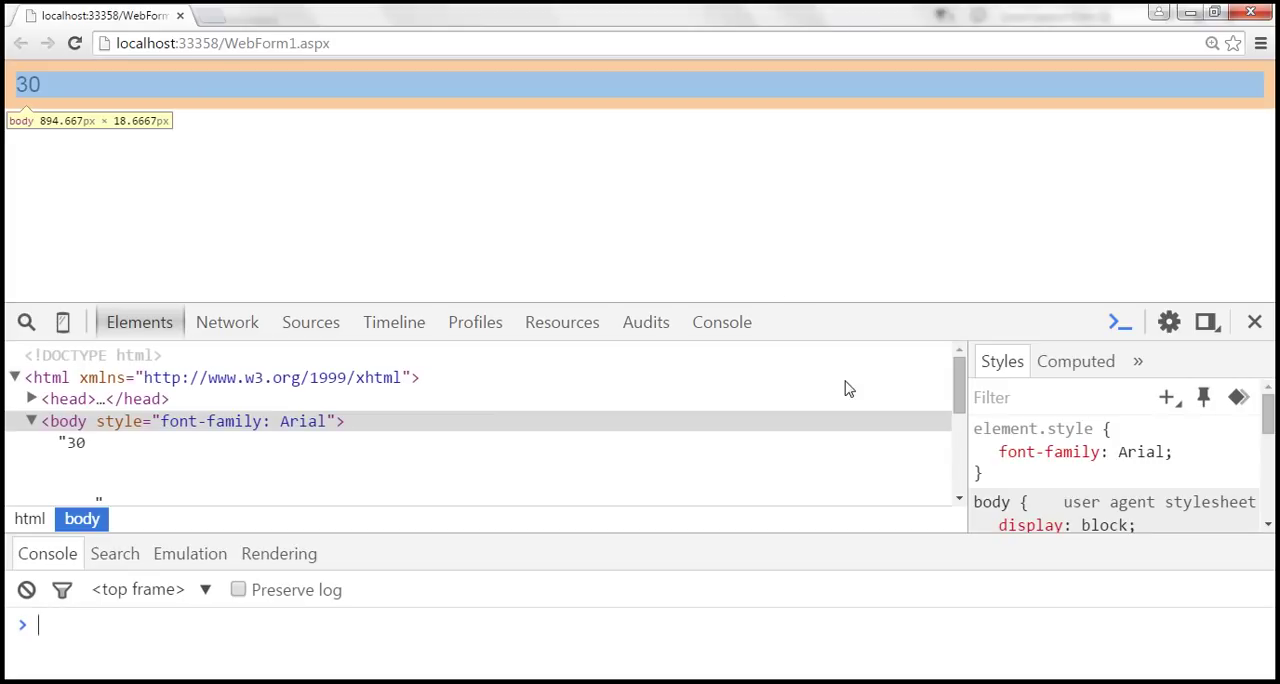 localhost:33358/WebForm
localhost:33358/WebForm1.aspx
30
body 894.667px × 18.6667px
Elements Network Sources Timeline Profiles Resources Audits Console
<!DOCTYPE html>
<html xmlns="http://www.w3.org/1999/xhtml">
<head>…</head>
<body style="font-family: Arial">
"30
"
html body
Styles Computed »
Filter
element.style {
font-family: Arial;
}
body { user agent stylesheet
display: block;
Console Search Emulation Rendering
<top frame> ▼ Preserve log
>